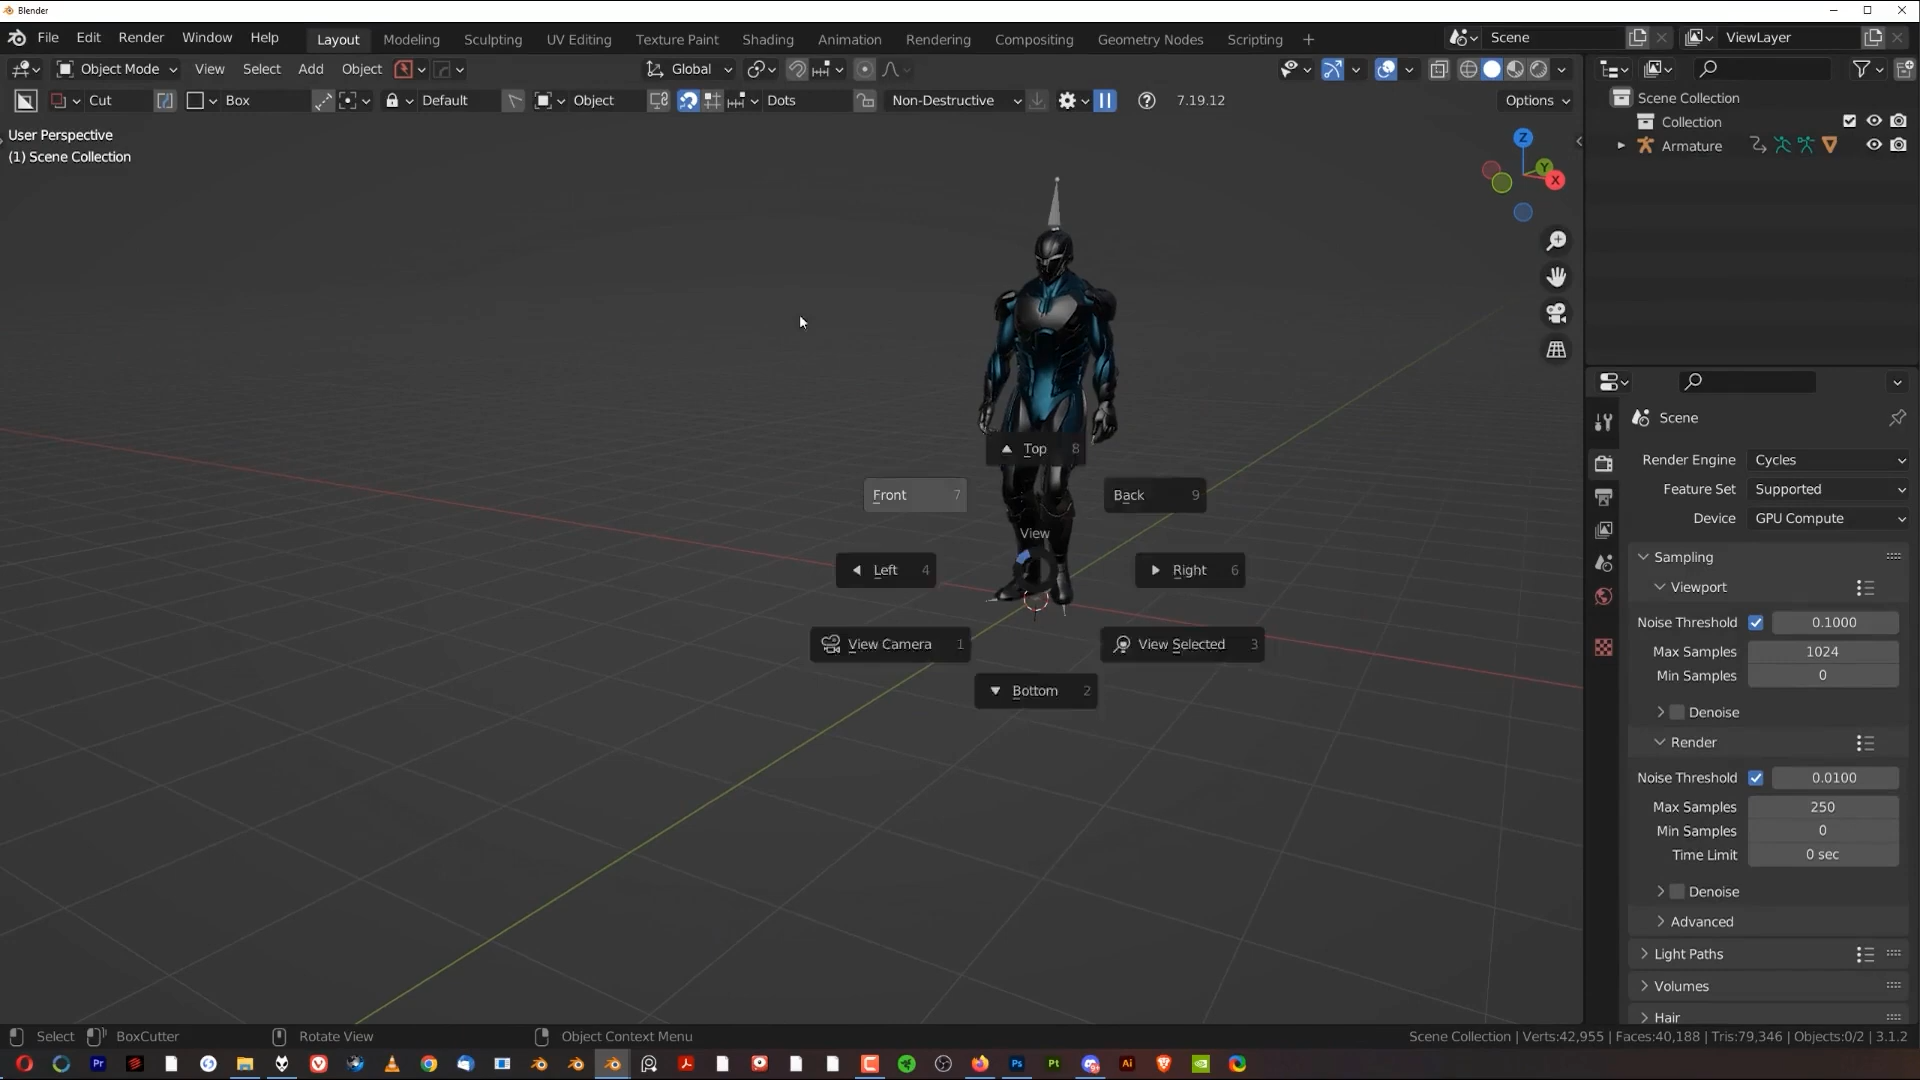 Blender
File Edit Render Window Help Layout Modeling Sculpting UV Editing Texture Paint Shading Animation Rendering Compositing Geometry Nodes Scripting + Scene ViewLayer
Object Mode View Select Add Object Global
Cut Box Default Object Dots Non-Destructive 7.19.12 Options
User Perspective
(1) Scene Collection
Z
Y
X
Top 8
Front 7
Back 9
View
Left 4
Right 6
View Camera 1
View Selected 3
Bottom 2
Scene Collection
Collection
Armature
Scene
Render Engine Cycles
Feature Set Supported
Device GPU Compute
Sampling
Viewport
Noise Threshold 0.1000
Max Samples 1024
Min Samples 0
Denoise
Render
Noise Threshold 0.0100
Max Samples 250
Min Samples 0
Time Limit 0 sec
Denoise
Advanced
Light Paths
Volumes
Hair
Select BoxCutter Rotate View Object Context Menu Scene Collection | Verts:42,955 | Faces:40,188 | Tris:79,346 | Objects:0/2 | 3.1.2
Pr Ps Pt Ai